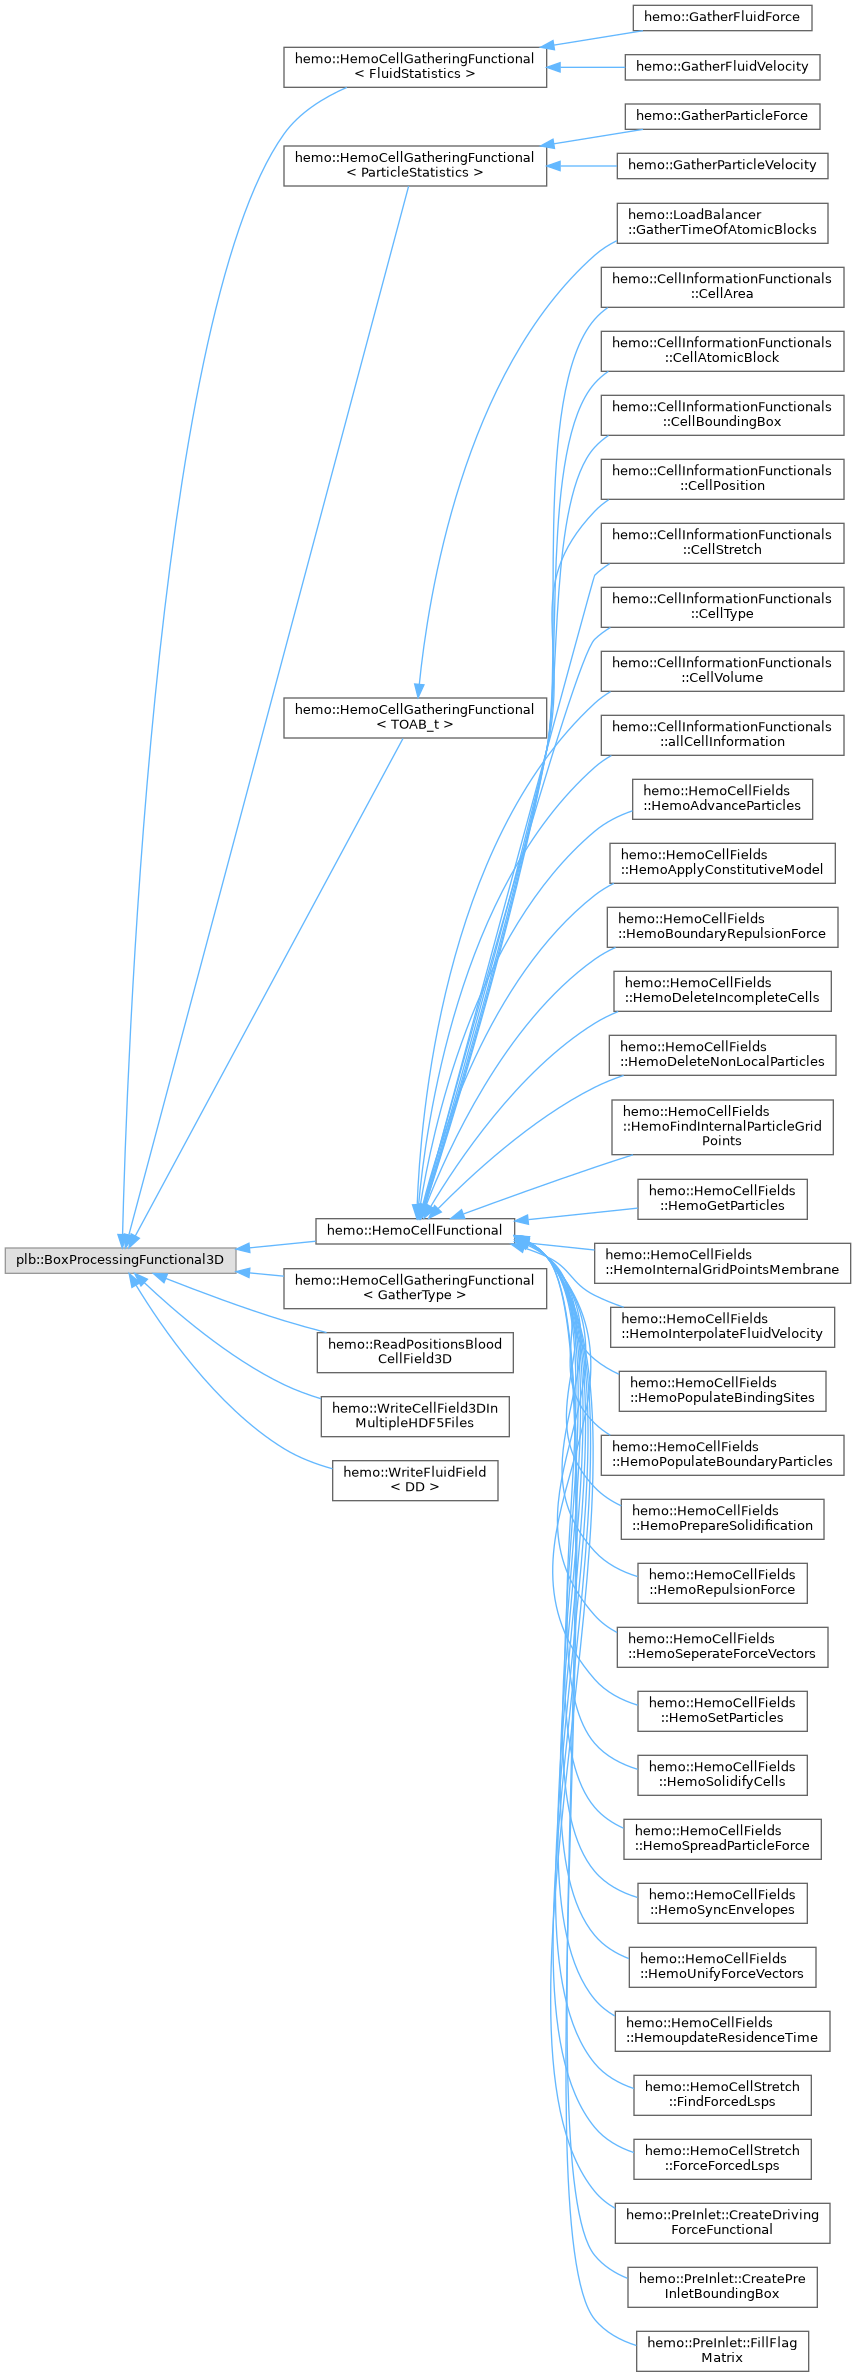 hemo::GatherFluidForce
hemo::HemoCellGatheringFunctional
< FluidStatistics >
hemo::GatherFluidVelocity
hemo::GatherParticleForce
hemo::HemoCellGatheringFunctional
< ParticleStatistics >
hemo::GatherParticleVelocity
hemo::LoadBalancer
::GatherTimeOfAtomicBlocks
hemo::CellInformationFunctionals
::CellArea
hemo::CellInformationFunctionals
::CellAtomicBlock
hemo::CellInformationFunctionals
::CellBoundingBox
hemo::CellInformationFunctionals
::CellPosition
hemo::CellInformationFunctionals
::CellStretch
hemo::CellInformationFunctionals
::CellType
hemo::CellInformationFunctionals
::CellVolume
hemo::HemoCellGatheringFunctional
< TOAB_t >
hemo::CellInformationFunctionals
::allCellInformation
hemo::HemoCellFields
::HemoAdvanceParticles
hemo::HemoCellFields
::HemoApplyConstitutiveModel
hemo::HemoCellFields
::HemoBoundaryRepulsionForce
hemo::HemoCellFields
::HemoDeleteIncompleteCells
hemo::HemoCellFields
::HemoDeleteNonLocalParticles
hemo::HemoCellFields
::HemoFindInternalParticleGrid
Points
hemo::HemoCellFields
::HemoGetParticles
hemo::HemoCellFunctional
plb::BoxProcessingFunctional3D
hemo::HemoCellFields
::HemoInternalGridPointsMembrane
hemo::HemoCellGatheringFunctional
< GatherType >
hemo::HemoCellFields
::HemoInterpolateFluidVelocity
hemo::ReadPositionsBlood
CellField3D
hemo::HemoCellFields
::HemoPopulateBindingSites
hemo::WriteCellField3DIn
MultipleHDF5Files
hemo::HemoCellFields
::HemoPopulateBoundaryParticles
hemo::WriteFluidField
< DD >
hemo::HemoCellFields
::HemoPrepareSolidification
hemo::HemoCellFields
::HemoRepulsionForce
hemo::HemoCellFields
::HemoSeperateForceVectors
hemo::HemoCellFields
::HemoSetParticles
hemo::HemoCellFields
::HemoSolidifyCells
hemo::HemoCellFields
::HemoSpreadParticleForce
hemo::HemoCellFields
::HemoSyncEnvelopes
hemo::HemoCellFields
::HemoUnifyForceVectors
hemo::HemoCellFields
::HemoupdateResidenceTime
hemo::HemoCellStretch
::FindForcedLsps
hemo::HemoCellStretch
::ForceForcedLsps
hemo::PreInlet::CreateDriving
ForceFunctional
hemo::PreInlet::CreatePre
InletBoundingBox
hemo::PreInlet::FillFlag
Matrix